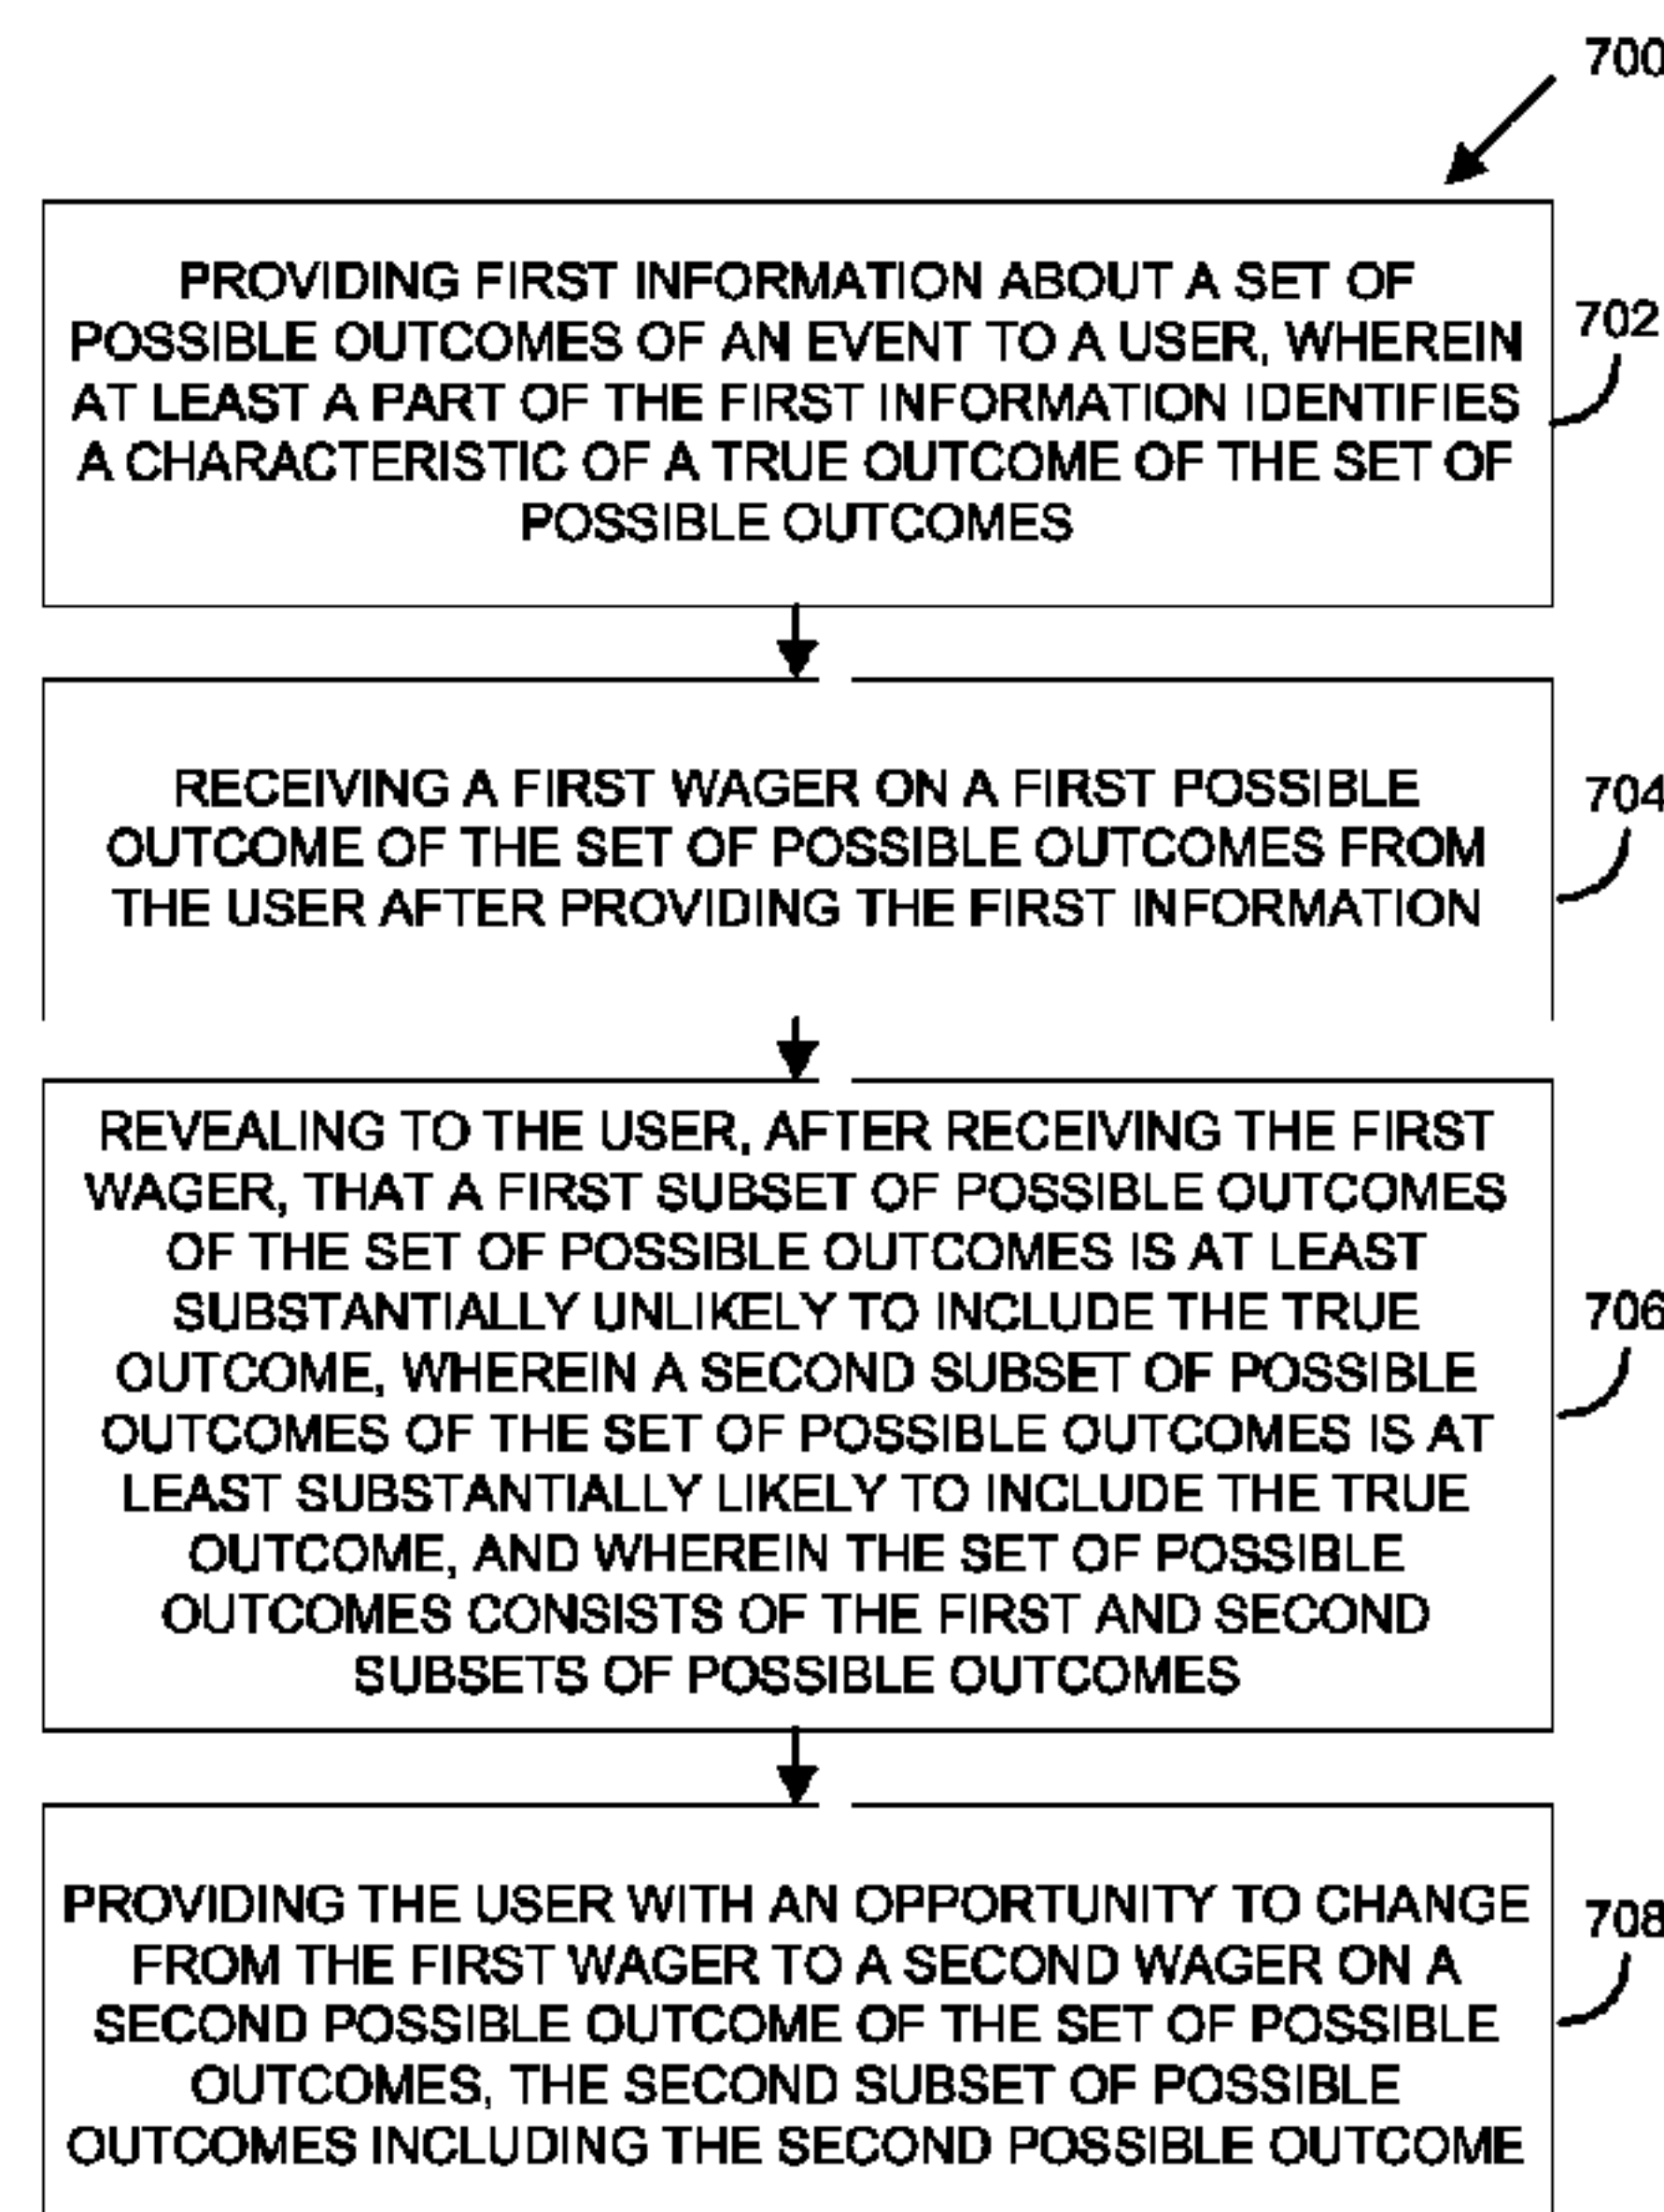 700
PROVIDING FIRST INFORMATION ABOUT A SET OF
POSSIBLE OUTCOMES OF AN EVENT TO A USER, WHEREIN
AT LEAST A PART OF THE FIRST INFORMATION IDENTIFIES
A CHARACTERISTIC OF A TRUE OUTCOME OF THE SET OF
POSSIBLE OUTCOMES
702
RECEIVING A FIRST WAGER ON A FIRST POSSIBLE
OUTCOME OF THE SET OF POSSIBLE OUTCOMES FROM
THE USER AFTER PROVIDING THE FIRST INFORMATION
704
REVEALING TO THE USER, AFTER RECEIVING THE FIRST
WAGER, THAT A FIRST SUBSET OF POSSIBLE OUTCOMES
OF THE SET OF POSSIBLE OUTCOMES IS AT LEAST
SUBSTANTIALLY UNLIKELY TO INCLUDE THE TRUE
OUTCOME, WHEREIN A SECOND SUBSET OF POSSIBLE
OUTCOMES OF THE SET OF POSSIBLE OUTCOMES IS AT
LEAST SUBSTANTIALLY LIKELY TO INCLUDE THE TRUE
OUTCOME, AND WHEREIN THE SET OF POSSIBLE
OUTCOMES CONSISTS OF THE FIRST AND SECOND
SUBSETS OF POSSIBLE OUTCOMES
706
PROVIDING THE USER WITH AN OPPORTUNITY TO CHANGE
FROM THE FIRST WAGER TO A SECOND WAGER ON A
SECOND POSSIBLE OUTCOME OF THE SET OF POSSIBLE
OUTCOMES, THE SECOND SUBSET OF POSSIBLE
OUTCOMES INCLUDING THE SECOND POSSIBLE OUTCOME
708